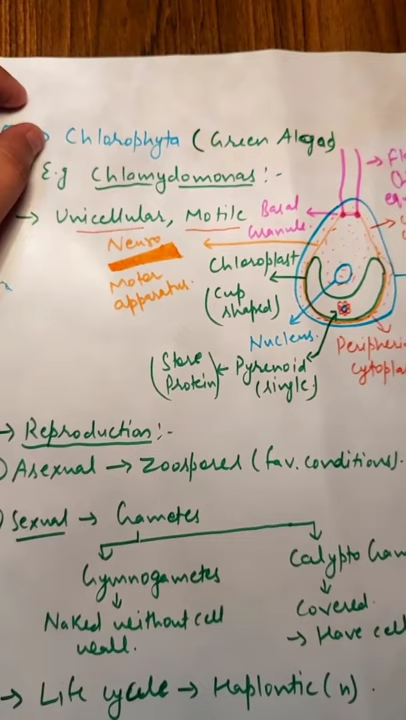 Chlorophyta (Green Algae)
E.g Chlamydomonas :-
→ Unicellular, Motile
Basal
Granule.
Neuro
Motor
apparatus.
Chloroplast
(Cup
shaped)
Nucleus.
(Store
Protein) ← Pyrenoid
(single)
→ Reproduction :-
Asexual → Zoospores (fav. conditions).
Sexual → Gametes
Gymnogametes
↓
Naked without cell
wall.
Calypto
↓
Covered.
→ Have cell
→ Life cycle → Haplontic (n).